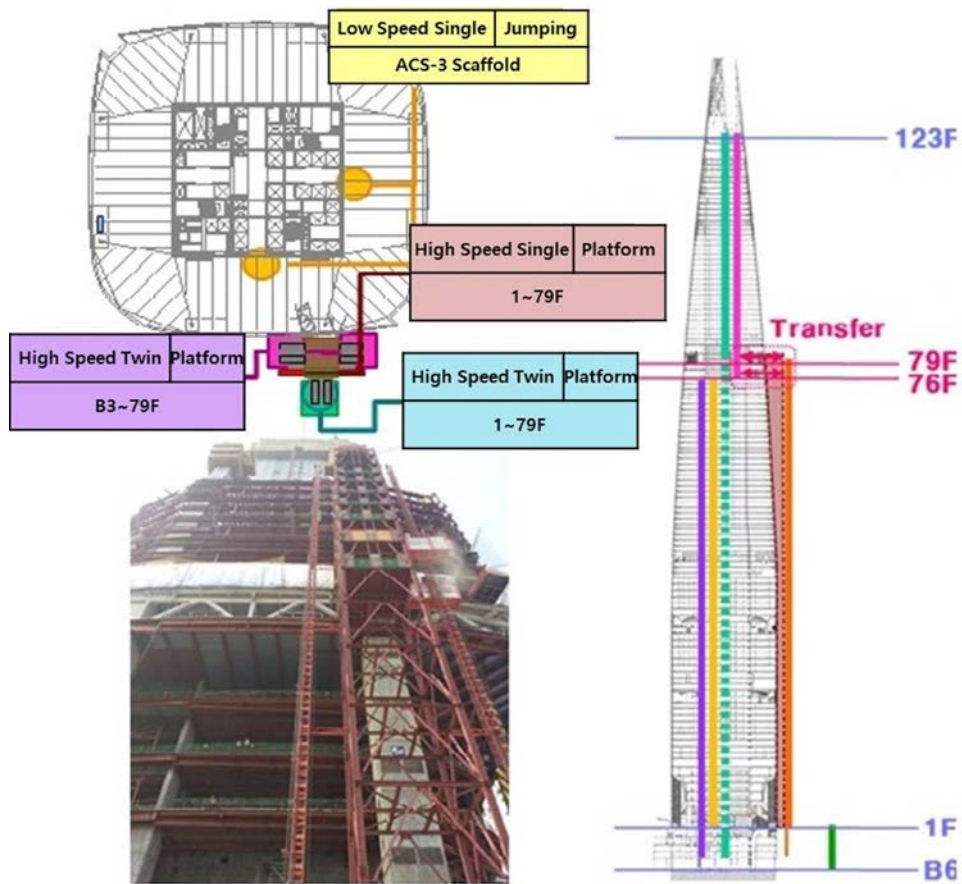 Low Speed Single Jumping
ACS-3 Scaffold
High Speed Single Platform
1~79F
High Speed Twin Platform
B3~79F
High Speed Twin Platform
1~79F
123F
Transfer
79F
76F
1F
B6